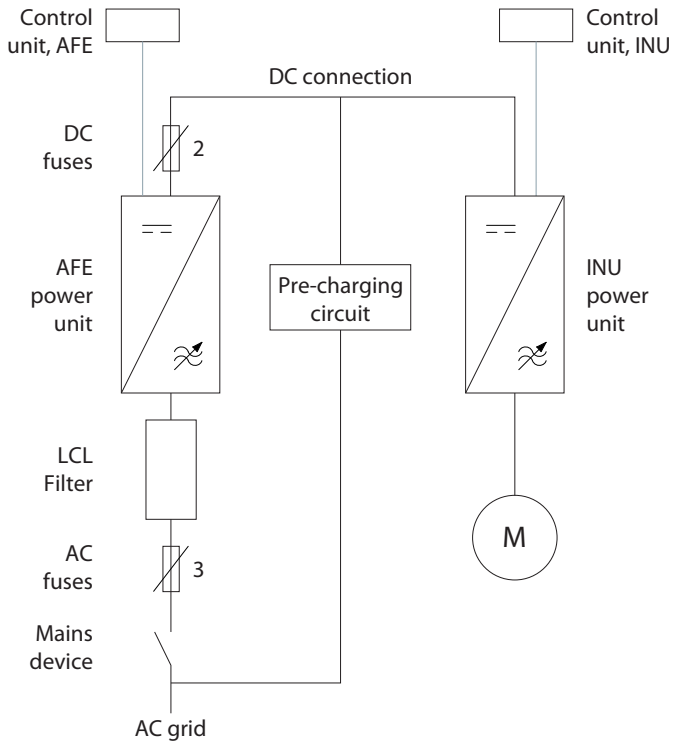 Control
unit, AFE
Control
unit, INU
DC connection
DC
fuses
2
AFE
power
unit
Pre-charging
circuit
INU
power
unit
LCL
Filter
M
AC
fuses
3
Mains
device
AC grid